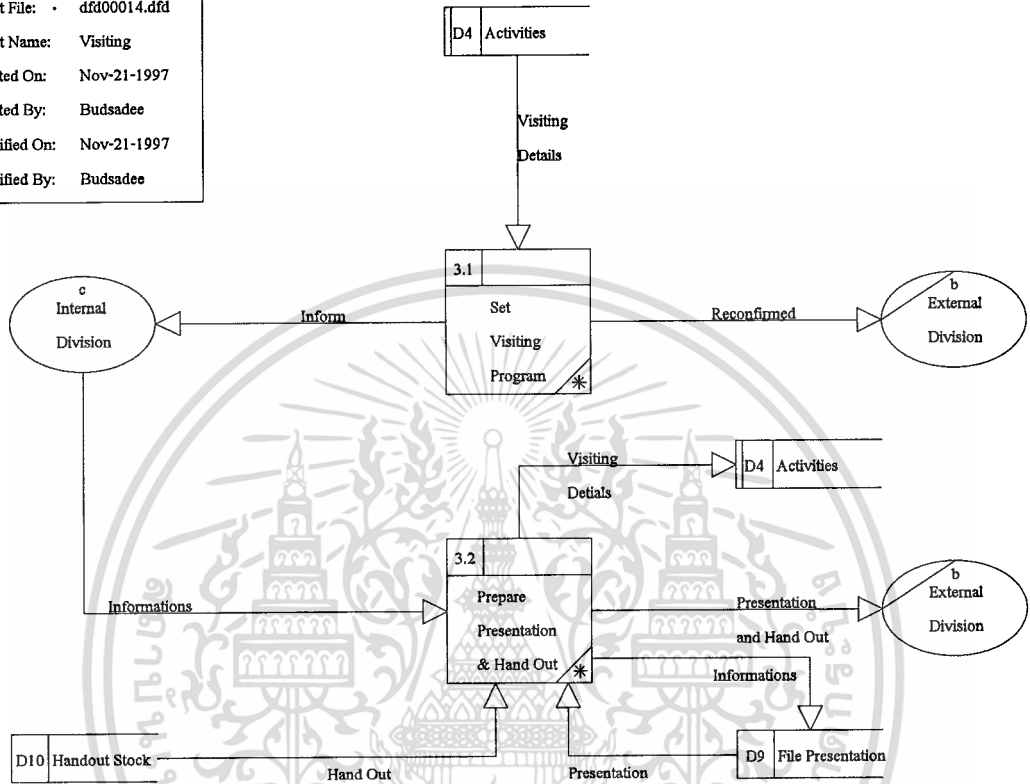 t File: dfd00014.dfd
t Name: Visiting
ted On: Nov-21-1997
ted By: Budsadee
ified On: Nov-21-1997
ified By: Budsadee
D4 Activities
Visiting
Details
3.1
Set
Visiting
Program
*
c
Internal
Division
Inform
Reconfirmed
b
External
Division
Visiting
Detials
D4 Activities
3.2
Prepare
Presentation
& Hand Out
*
Informations
Presentation
and Hand Out
b
External
Division
Informations
D10 Handout Stock
Hand Out
Presentation
D9 File Presentation